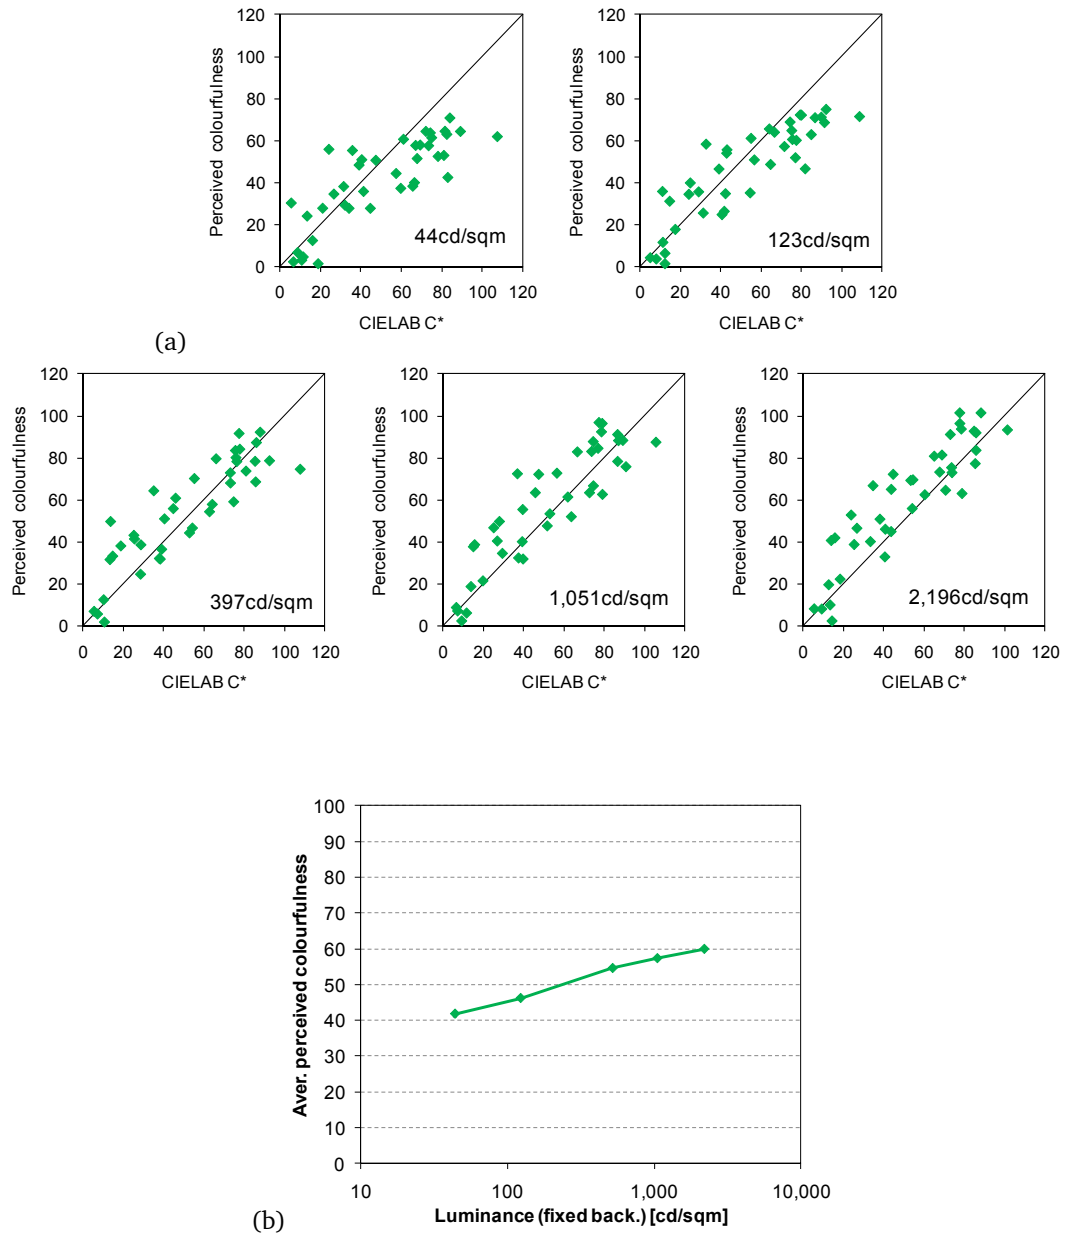 120
100
80
60
40
20
0
0 20 40 60 80 100 120
Perceived colourfulness
CIELAB C*
44cd/sqm
120
100
80
60
40
20
0
0 20 40 60 80 100 120
Perceived colourfulness
CIELAB C*
123cd/sqm
(a)
120
100
80
60
40
20
0
0 20 40 60 80 100 120
Perceived colourfulness
CIELAB C*
397cd/sqm
120
100
80
60
40
20
0
0 20 40 60 80 100 120
Perceived colourfulness
CIELAB C*
1,051cd/sqm
120
100
80
60
40
20
0
0 20 40 60 80 100 120
Perceived colourfulness
CIELAB C*
2,196cd/sqm
100
90
80
70
60
50
40
30
20
10
0
10 100 1,000 10,000
Aver. perceived colourfulness
Luminance (fixed back.) [cd/sqm]
(b)